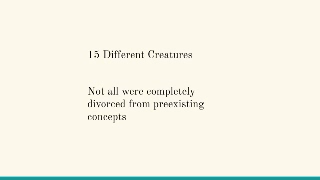 15 Different Creatures
Not all were completely
divorced from preexisting
concepts